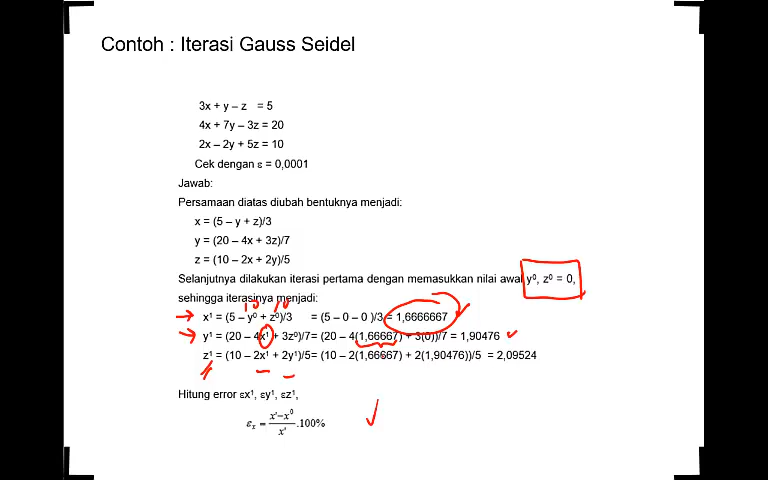 Contoh : Iterasi Gauss Seidel
3x + y – z = 5
4x + 7y – 3z = 20
2x – 2y + 5z = 10
Cek dengan ε = 0,0001
Jawab:
Persamaan diatas diubah bentuknya menjadi:
x = (5 – y + z)/3
y = (20 – 4x + 3z)/7
z = (10 – 2x + 2y)/5
Selanjutnya dilakukan iterasi pertama dengan memasukkan nilai awal y⁰, z⁰ = 0,
sehingga iterasinya menjadi:
x¹ = (5 – y⁰ + z⁰)/3 = (5 – 0 – 0 )/3 = 1,6666667
y¹ = (20 – 4x¹ + 3z⁰)/7= (20 – 4(1,66667) + 3(0))/7 = 1,90476
z¹ = (10 – 2x¹ + 2y¹)/5= (10 – 2(1,66667) + 2(1,90476))/5 = 2,09524
Hitung error εx¹, εy¹, εz¹,
εₓ = x' – x⁰ / x' .100%